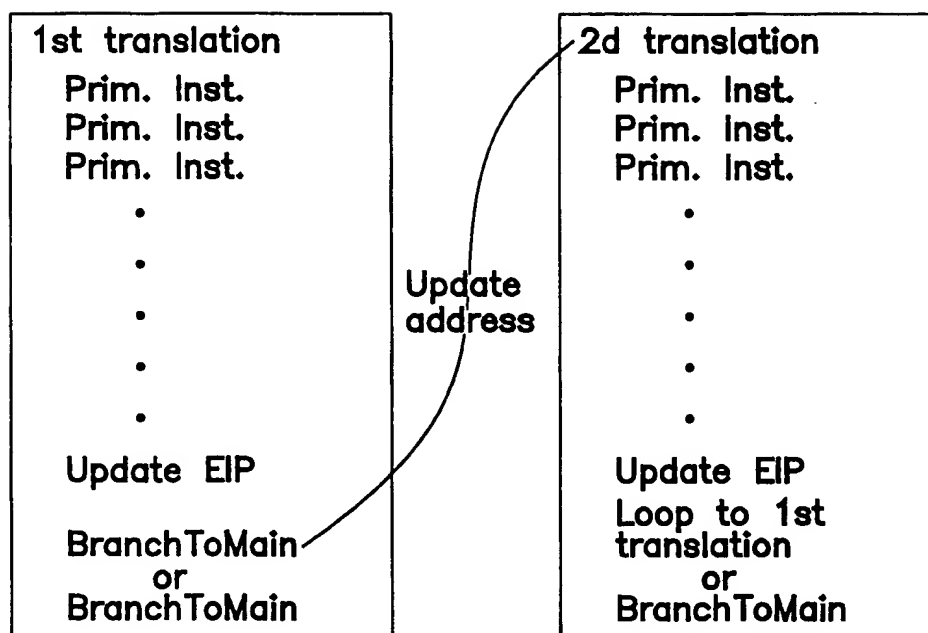 1st translation
Prim. Inst.
Prim. Inst.
Prim. Inst.
Update EIP
BranchToMain
or
BranchToMain
Update
address
2d translation
Prim. Inst.
Prim. Inst.
Prim. Inst.
Update EIP
Loop to 1st
translation
or
BranchToMain